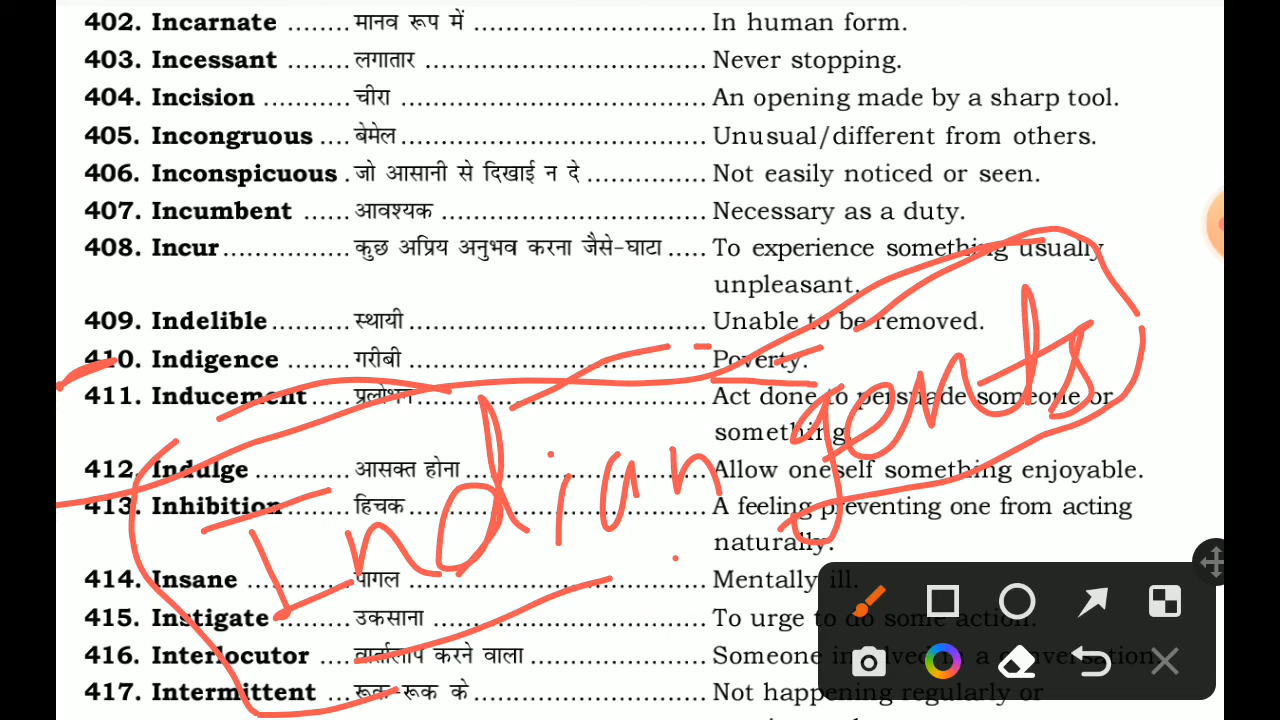 402. Incarnate ........ मानव रूप में ............................ In human form.
403. Incessant ........ लगातार .................................. Never stopping.
404. Incision .......... चीरा ..................................... An opening made by a sharp tool.
405. Incongruous .... बेमेल .................................... Unusual/different from others.
406. Inconspicuous . जो आसानी से दिखाई न दे .............. Not easily noticed or seen.
407. Incumbent ...... आवश्यक ................................ Necessary as a duty.
408. Incur ............... कुछ अप्रिय अनुभव करना जैसे-घाटा ..... To experience something usually
unpleasant.
409. Indelible .......... स्थायी .................................... Unable to be removed.
410. Indigence ........ गरीबी .................................... Poverty.
411. Inducement .... प्रलोभन .................................. Act done to persuade someone or
something.
412. Indulge ........... आसक्त होना ............................. Allow oneself something enjoyable.
413. Inhibition ........ हिचक .................................... A feeling preventing one from acting
naturally.
414. Insane ............. पागल .................................... Mentally ill.
415. Instigate .......... उकसाना ................................. To urge to do some action.
416. Interlocutor .... वार्तालाप करने वाला ...................... Someone involved in a conversation.
417. Intermittent .... रूक-रूक के .............................. Not happening regularly or
Indian gents